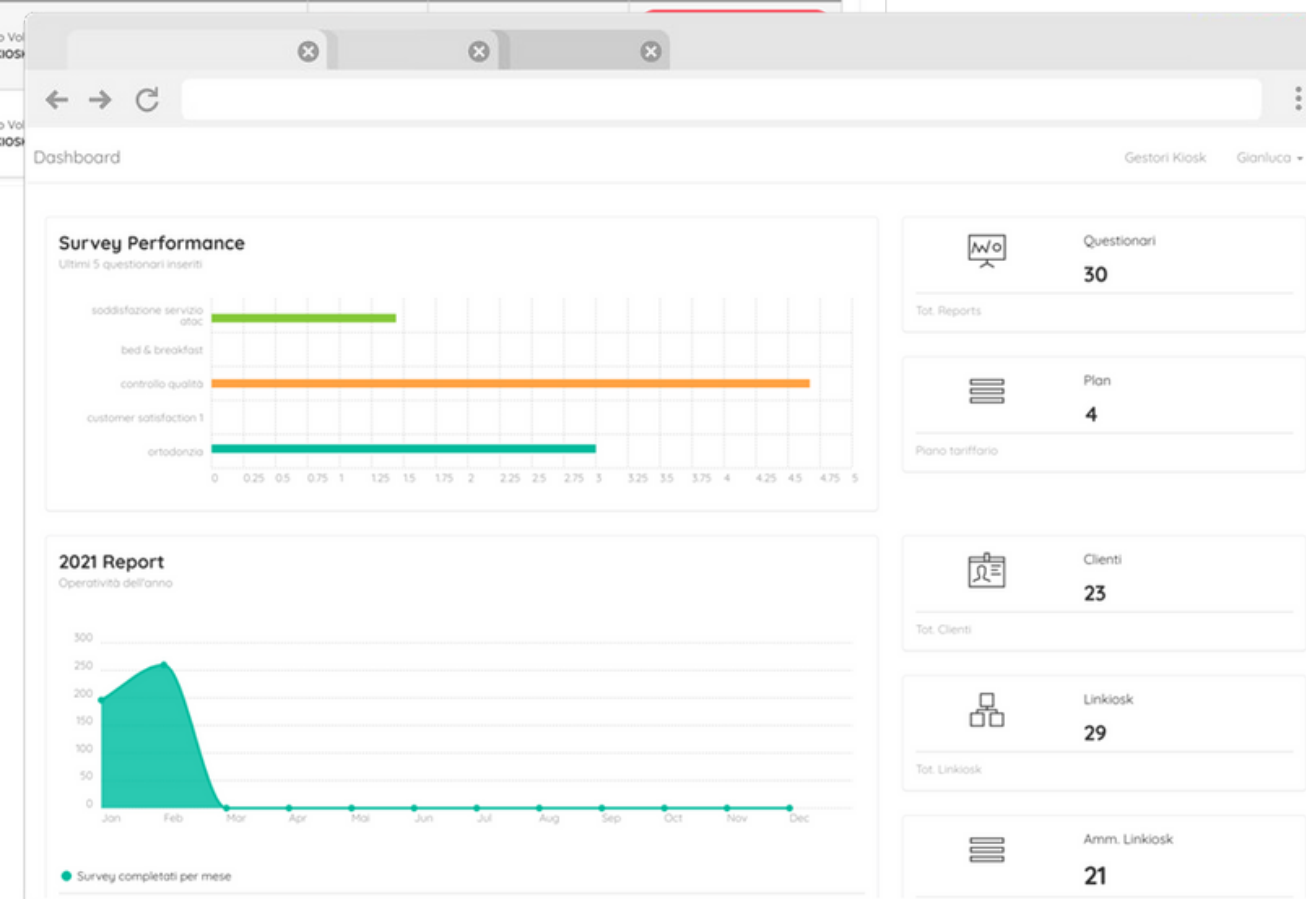 o Vol
KIOSK
o Vol
KIOSK
Dashboard
Gestori Kiosk
Gianluca
Survey Performance
Ultimi 5 questionari inseriti
soddisfazione servizio
atac
bed & breakfast
controllo qualità
customer satisfaction 1
ortodonzia
0 0.25 0.5 0.75 1 1.25 1.5 1.75 2 2.25 2.5 2.75 3 3.25 3.5 3.75 4 4.25 4.5 4.75 5
Questionari
30
Tot. Reports
Plan
4
Piano tariffario
2021 Report
Operatività dell'anno
300
250
200
150
100
50
0
Jan Feb Mar Apr Mai Jun Jul Aug Sep Oct Nov Dec
Survey completati per mese
Clienti
23
Tot. Clienti
Linkiosk
29
Tot. Linkiosk
Amm. Linkiosk
21